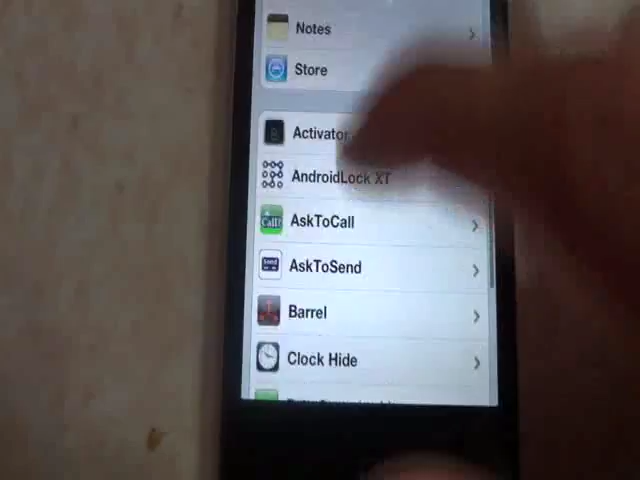 Notes
Store
Activator
AndroidLock XT
AskToCall
AskToSend
Barrel
Clock Hide